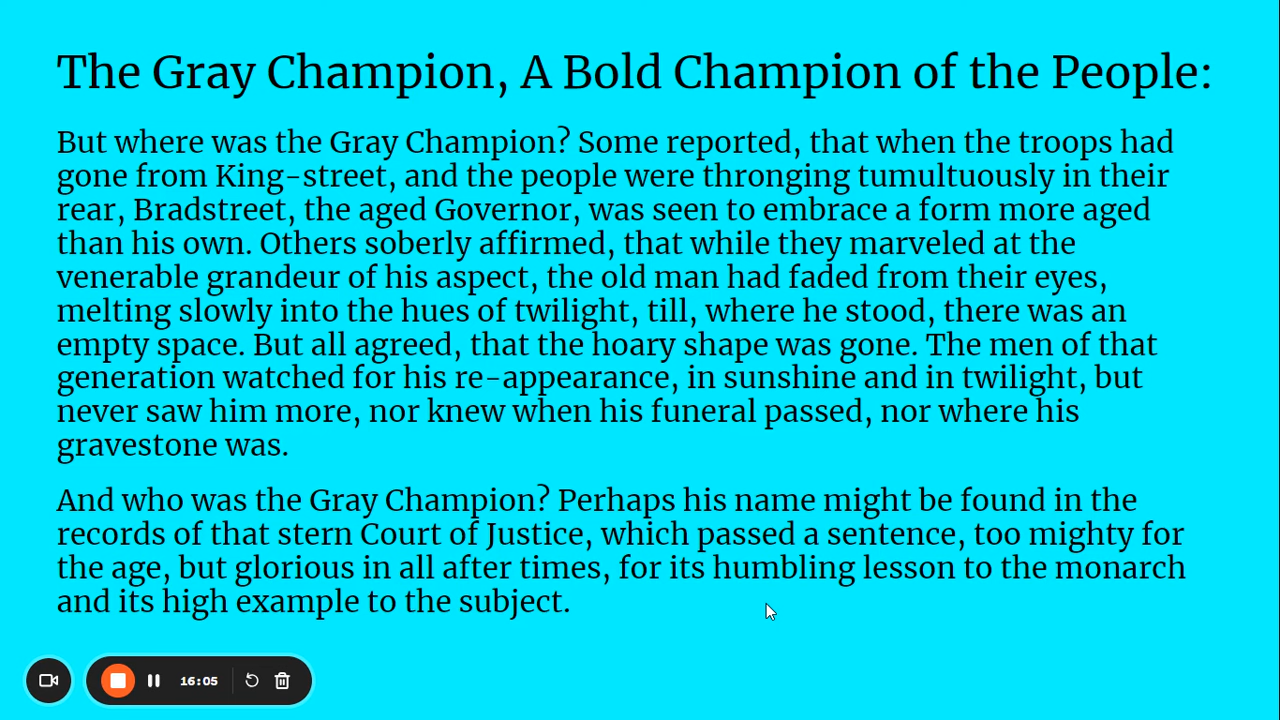 The Gray Champion, A Bold Champion of the People:
But where was the Gray Champion? Some reported, that when the troops had
gone from King-street, and the people were thronging tumultuously in their
rear, Bradstreet, the aged Governor, was seen to embrace a form more aged
than his own. Others soberly affirmed, that while they marveled at the
venerable grandeur of his aspect, the old man had faded from their eyes,
melting slowly into the hues of twilight, till, where he stood, there was an
empty space. But all agreed, that the hoary shape was gone. The men of that
generation watched for his re-appearance, in sunshine and in twilight, but
never saw him more, nor knew when his funeral passed, nor where his
gravestone was.
And who was the Gray Champion? Perhaps his name might be found in the
records of that stern Court of Justice, which passed a sentence, too mighty for
the age, but glorious in all after times, for its humbling lesson to the monarch
and its high example to the subject.
16:05